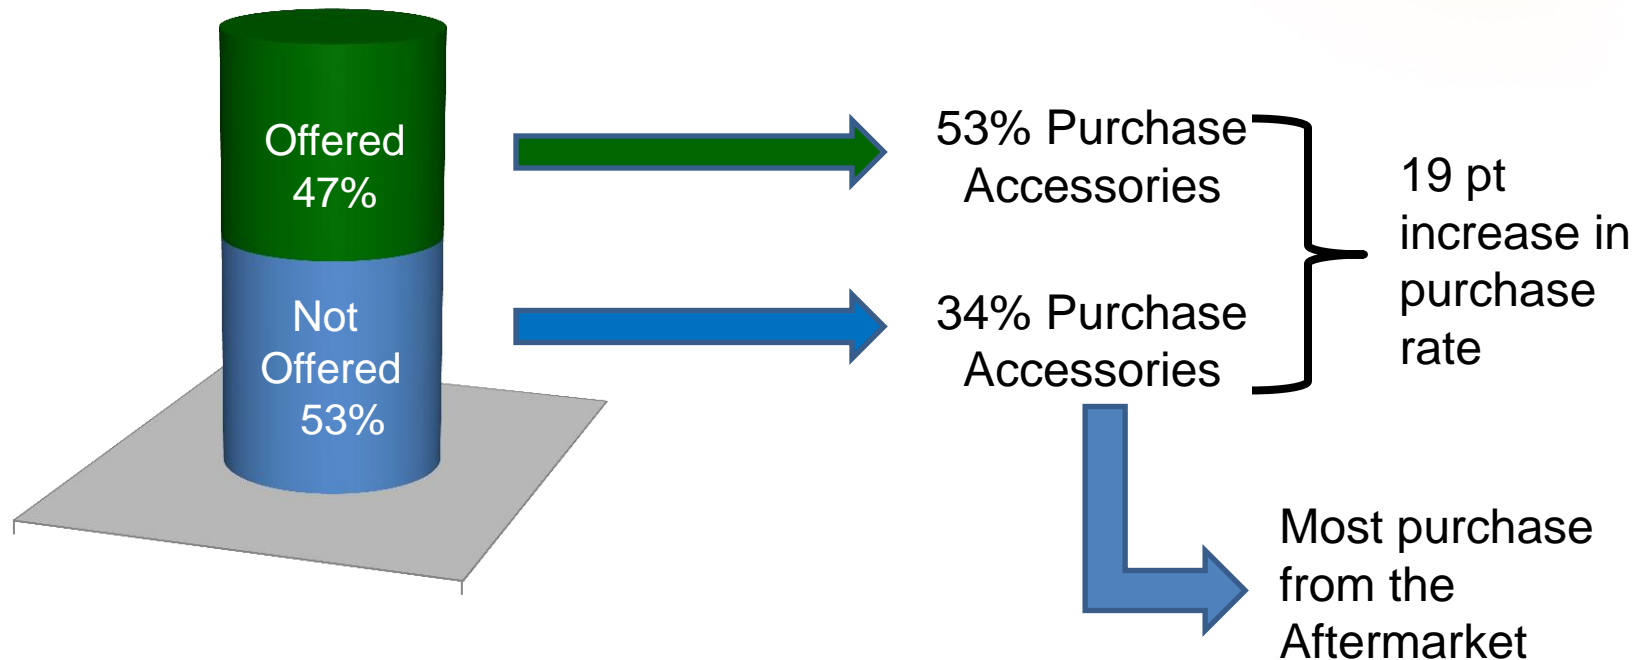 Offered
47%
Not
Offered
53%
53% Purchase
Accessories
34% Purchase
Accessories
19 pt
increase in
purchase
rate
Most purchase
from the
Aftermarket